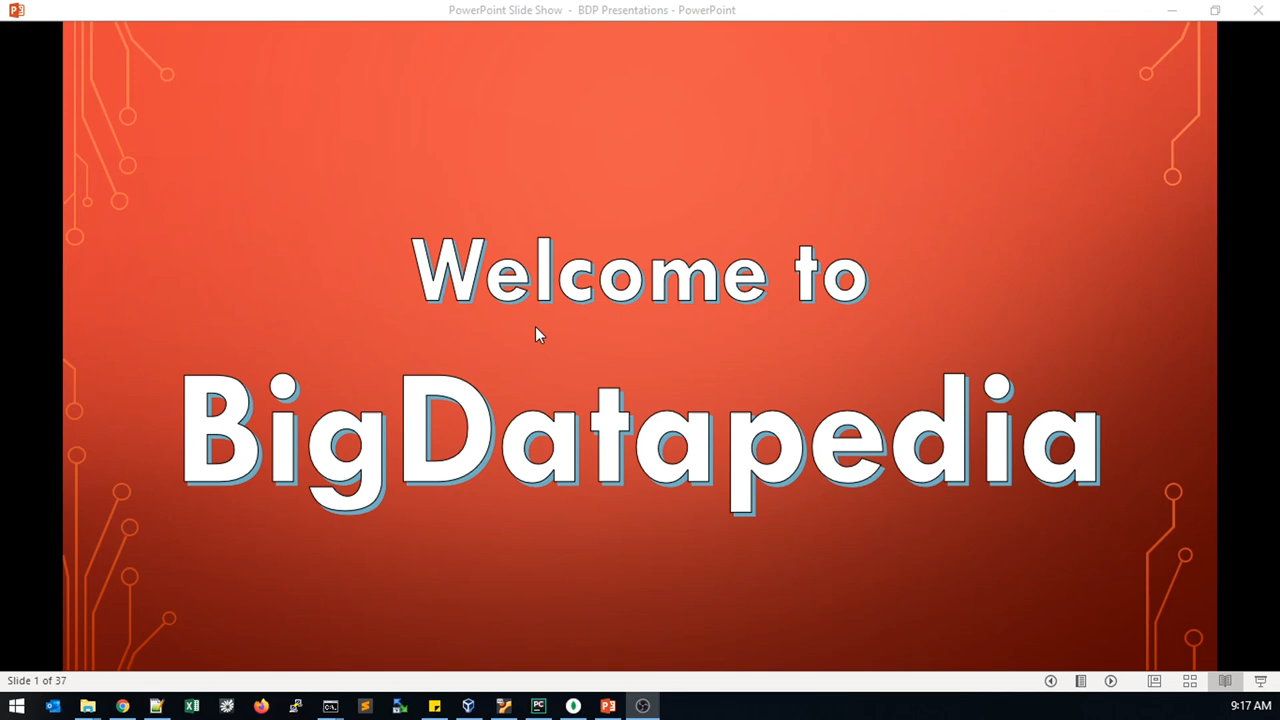 PowerPoint Slide Show - BDP Presentations - PowerPoint
Welcome to
BigDatapedia
Slide 1 of 37
9:17 AM